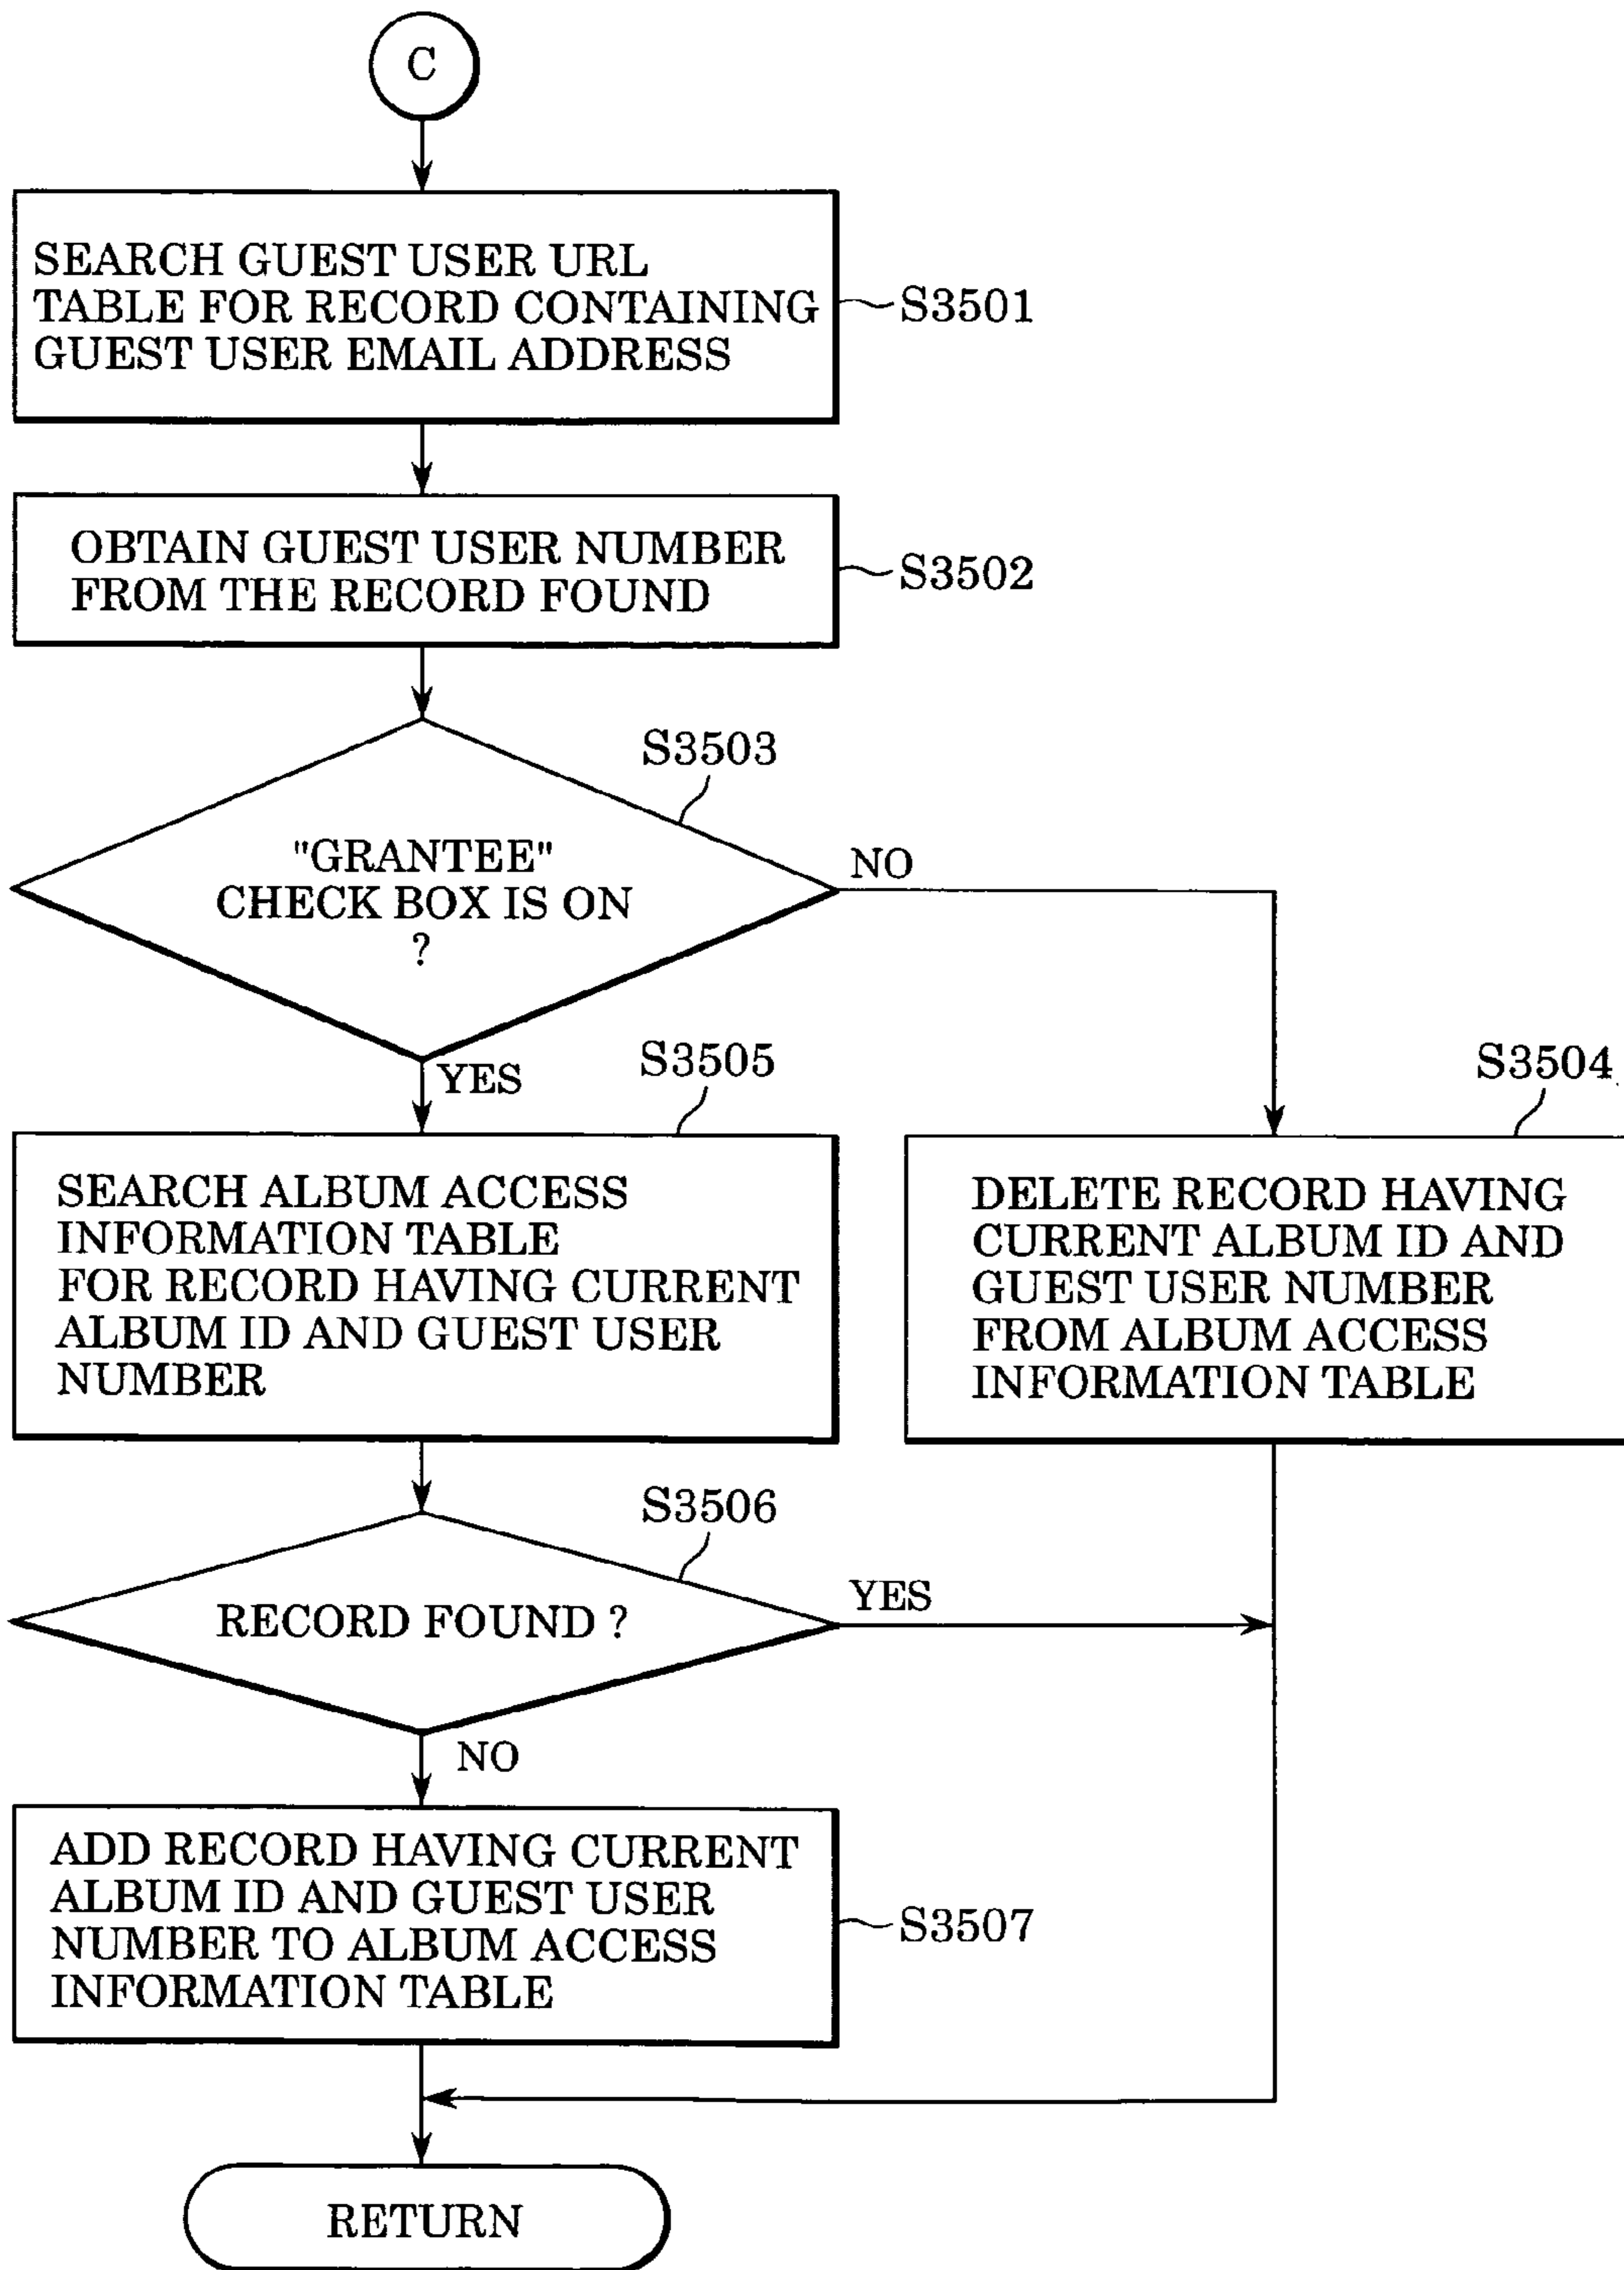 C
SEARCH GUEST USER URL
TABLE FOR RECORD CONTAINING
GUEST USER EMAIL ADDRESS
S3501
OBTAIN GUEST USER NUMBER
FROM THE RECORD FOUND
S3502
S3503
"GRANTEE"
CHECK BOX IS ON
?
NO
YES
S3505
SEARCH ALBUM ACCESS
INFORMATION TABLE
FOR RECORD HAVING CURRENT
ALBUM ID AND GUEST USER
NUMBER
S3504
DELETE RECORD HAVING
CURRENT ALBUM ID AND
GUEST USER NUMBER
FROM ALBUM ACCESS
INFORMATION TABLE
S3506
RECORD FOUND ?
YES
NO
ADD RECORD HAVING CURRENT
ALBUM ID AND GUEST USER
NUMBER TO ALBUM ACCESS
INFORMATION TABLE
S3507
RETURN